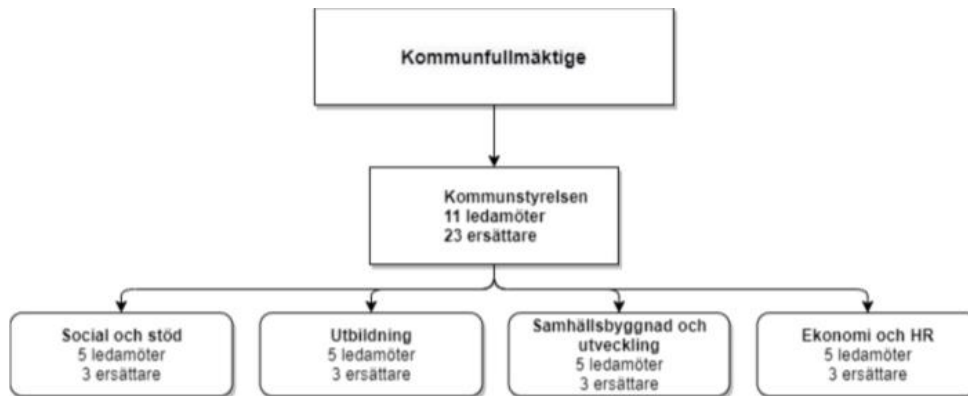 Kommunfullmäktige
Kommunstyrelsen
11 ledamöter
23 ersättare
Social och stöd
5 ledamöter
3 ersättare
Utbildning
5 ledamöter
3 ersättare
Samhällsbyggnad och
utveckling
5 ledamöter
3 ersättare
Ekonomi och HR
5 ledamöter
3 ersättare